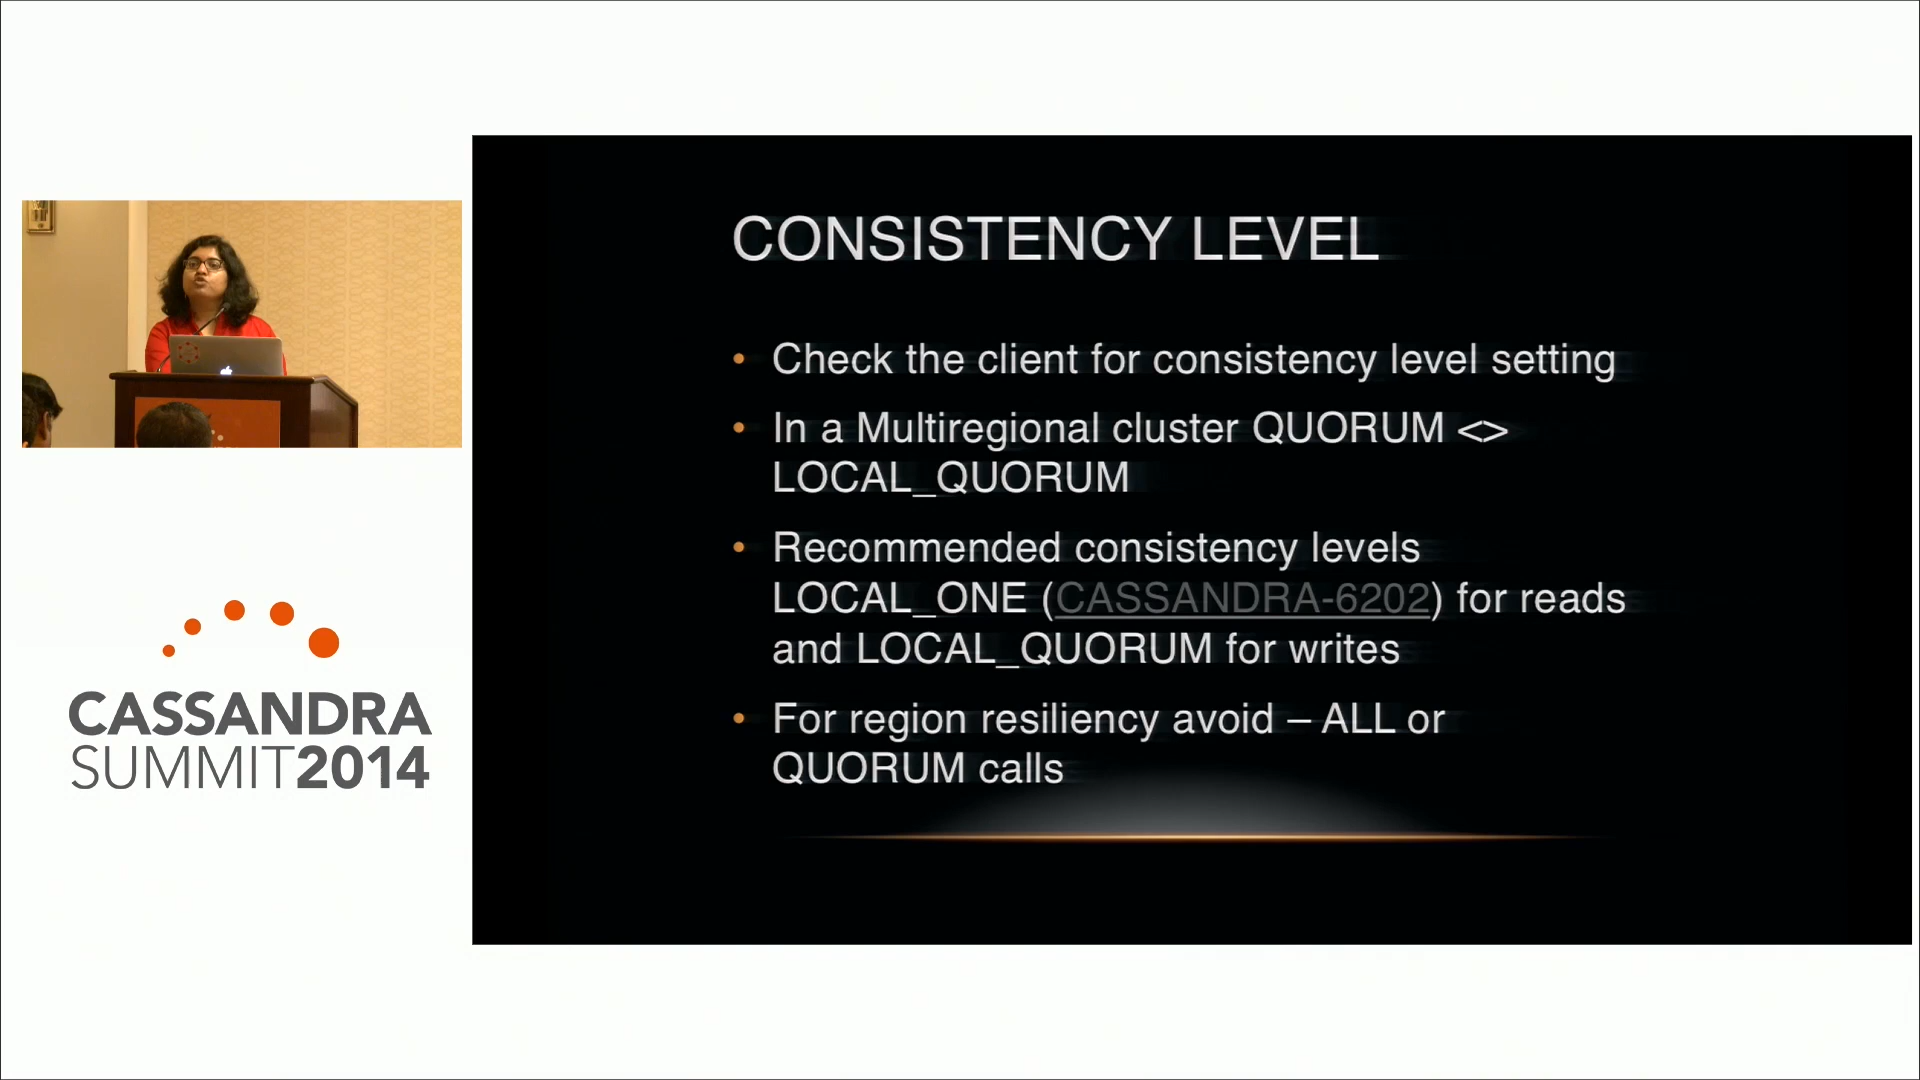 CONSISTENCY LEVEL
• Check the client for consistency level setting
• In a Multiregional cluster QUORUM <>
LOCAL_QUORUM
• Recommended consistency levels
LOCAL_ONE (CASSANDRA-6202) for reads
and LOCAL_QUORUM for writes
• For region resiliency avoid – ALL or
QUORUM calls
CASSANDRA
SUMMIT2014